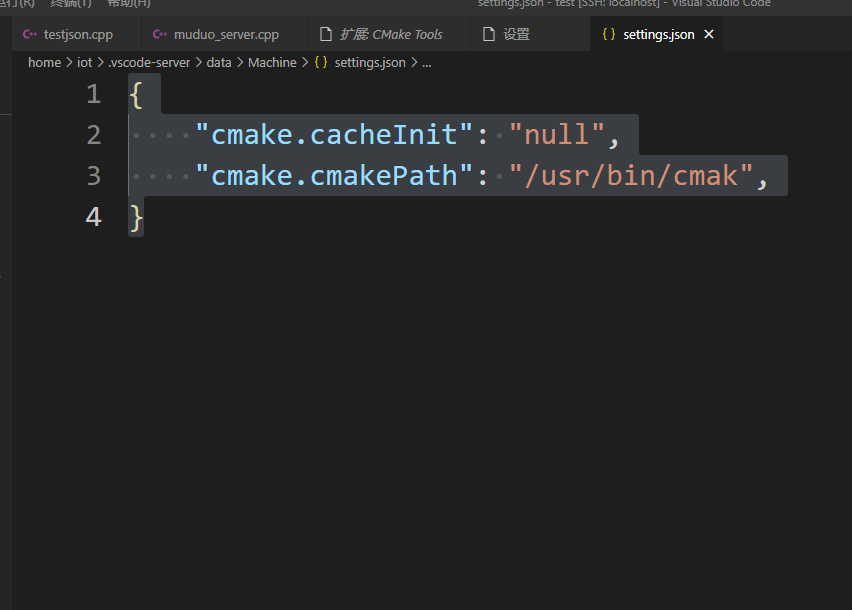 运行(R) 终端(T) 帮助(H) settings.json - test [SSH: localhost] - Visual Studio Code
testjson.cpp muduo_server.cpp 扩展: CMake Tools 设置 {} settings.json ×
home > iot > .vscode-server > data > Machine > {} settings.json > ...
1 {
2 "cmake.cacheInit": "null",
3 "cmake.cmakePath": "/usr/bin/cmak",
4 }